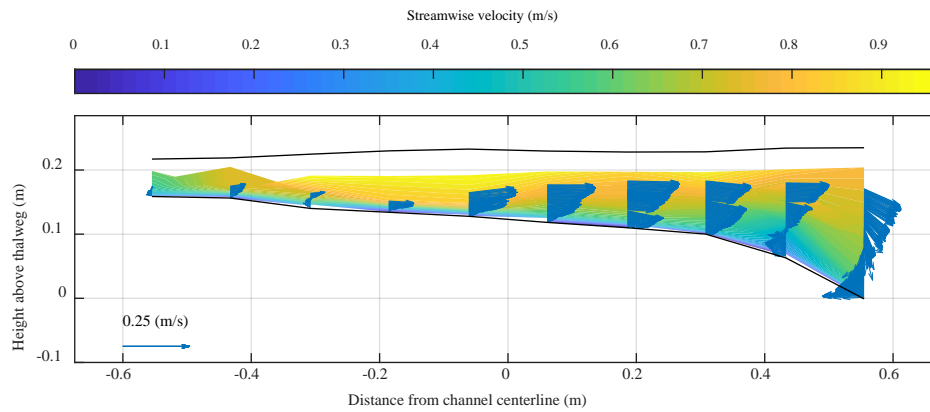 Streamwise velocity (m/s)
0 0.1 0.2 0.3 0.4 0.5 0.6 0.7 0.8 0.9
Height above thalweg (m)
0.2
0.1
0
-0.1
0.25 (m/s)
-0.6 -0.4 -0.2 0 0.2 0.4 0.6
Distance from channel centerline (m)